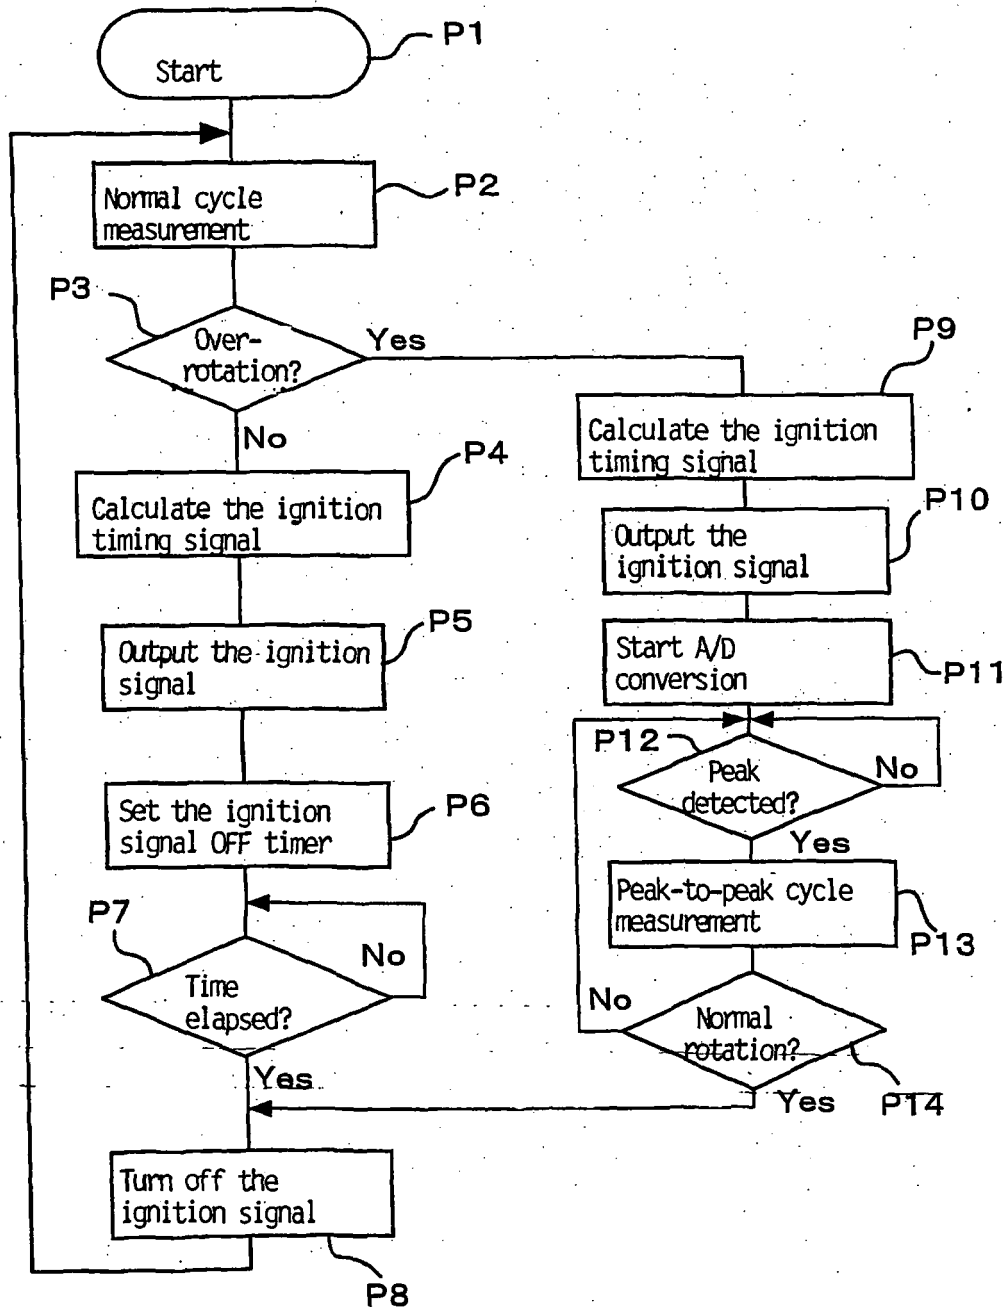 P1
Start
P2
Normal cycle
measurement
P3
Over-
rotation?
Yes
No
P4
Calculate the ignition
timing signal
P5
Output the ignition
signal
P6
Set the ignition
signal OFF timer
P7
No
Time
elapsed?
Yes
Turn off the
ignition signal
P8
P9
Calculate the ignition
timing signal
P10
Output the
ignition signal
Start A/D
conversion
P11
P12
Peak
detected?
No
Yes
Peak-to-peak cycle
measurement
P13
No
Normal
rotation?
Yes
P14